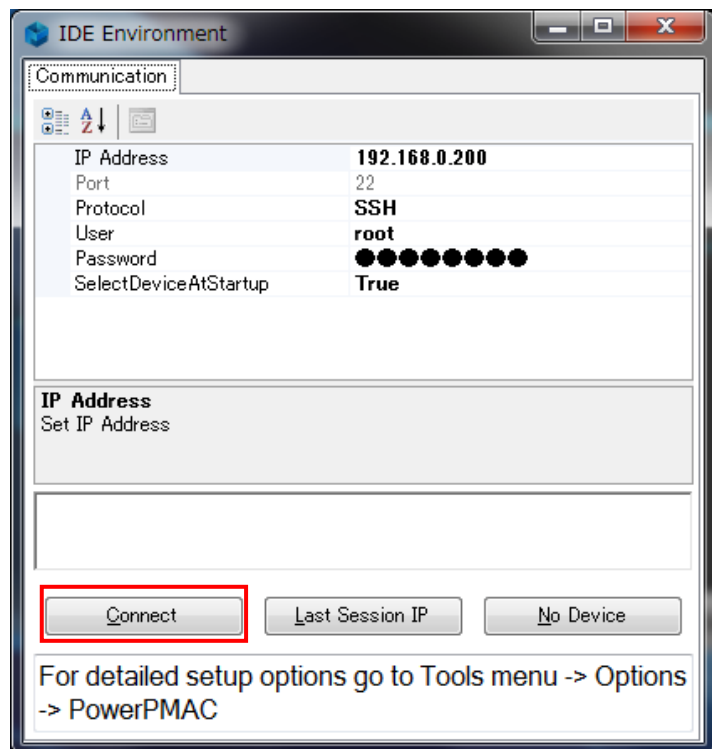 IDE Environment
Communication
IP Address 192.168.0.200
Port 22
Protocol SSH
User root
Password ●●●●●●●●
SelectDeviceAtStartup True
IP Address
Set IP Address
Connect Last Session IP No Device
For detailed setup options go to Tools menu -> Options
-> PowerPMAC